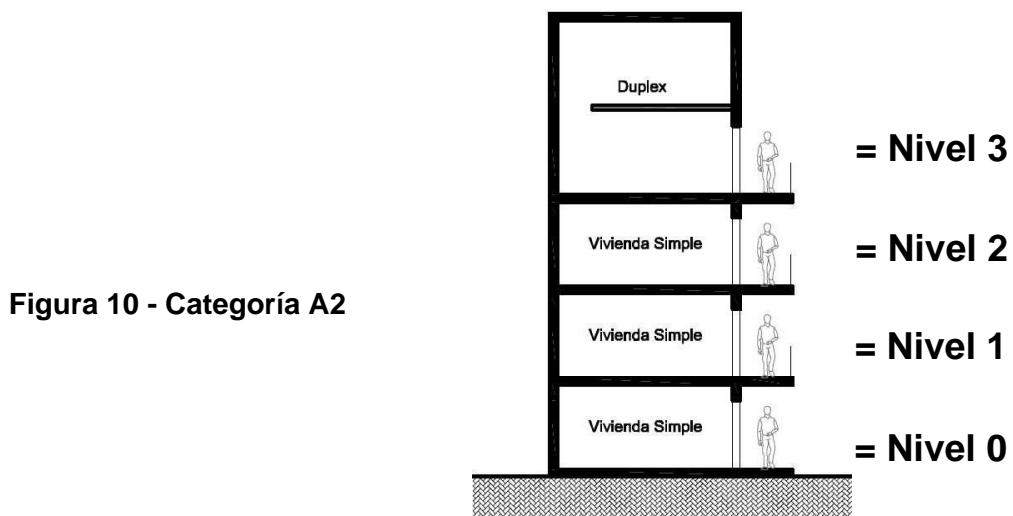 Duplex
= Nivel 3
Vivienda Simple
= Nivel 2
Figura 10 - Categoría A2
Vivienda Simple
= Nivel 1
Vivienda Simple
= Nivel 0